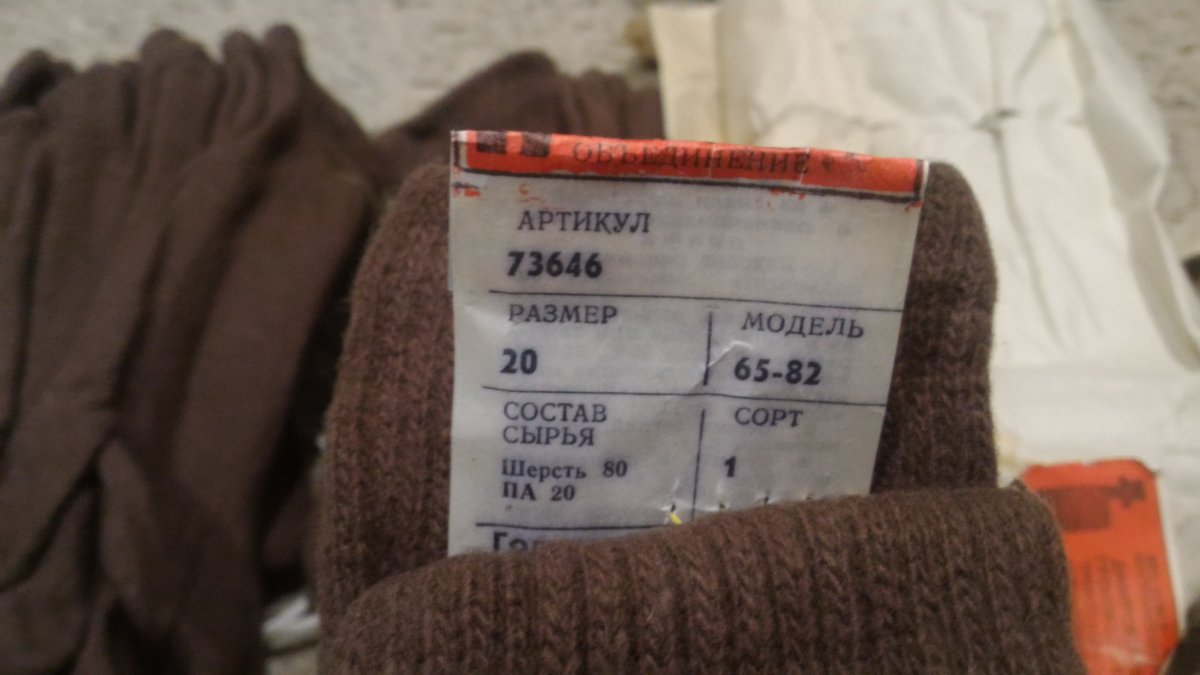 ОБЪЕДИНЕНИЕ
АРТИКУЛ
73646
РАЗМЕР
20
МОДЕЛЬ
65-82
СОСТАВ
СЫРЬЯ
Шерсть 80
ПА 20
СОРТ
1